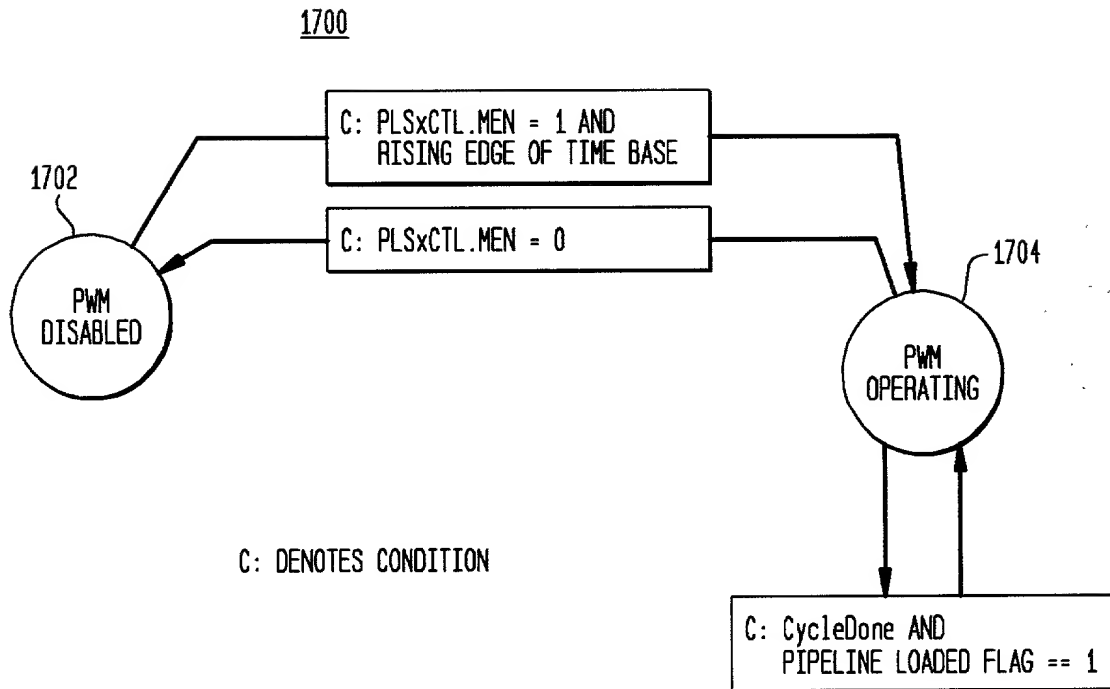 1700
C: PLSxCTL.MEN = 1 AND
RISING EDGE OF TIME BASE
1702
C: PLSxCTL.MEN = 0
1704
PWM
DISABLED
PWM
OPERATING
C: DENOTES CONDITION
C: CycleDone AND
PIPELINE LOADED FLAG == 1